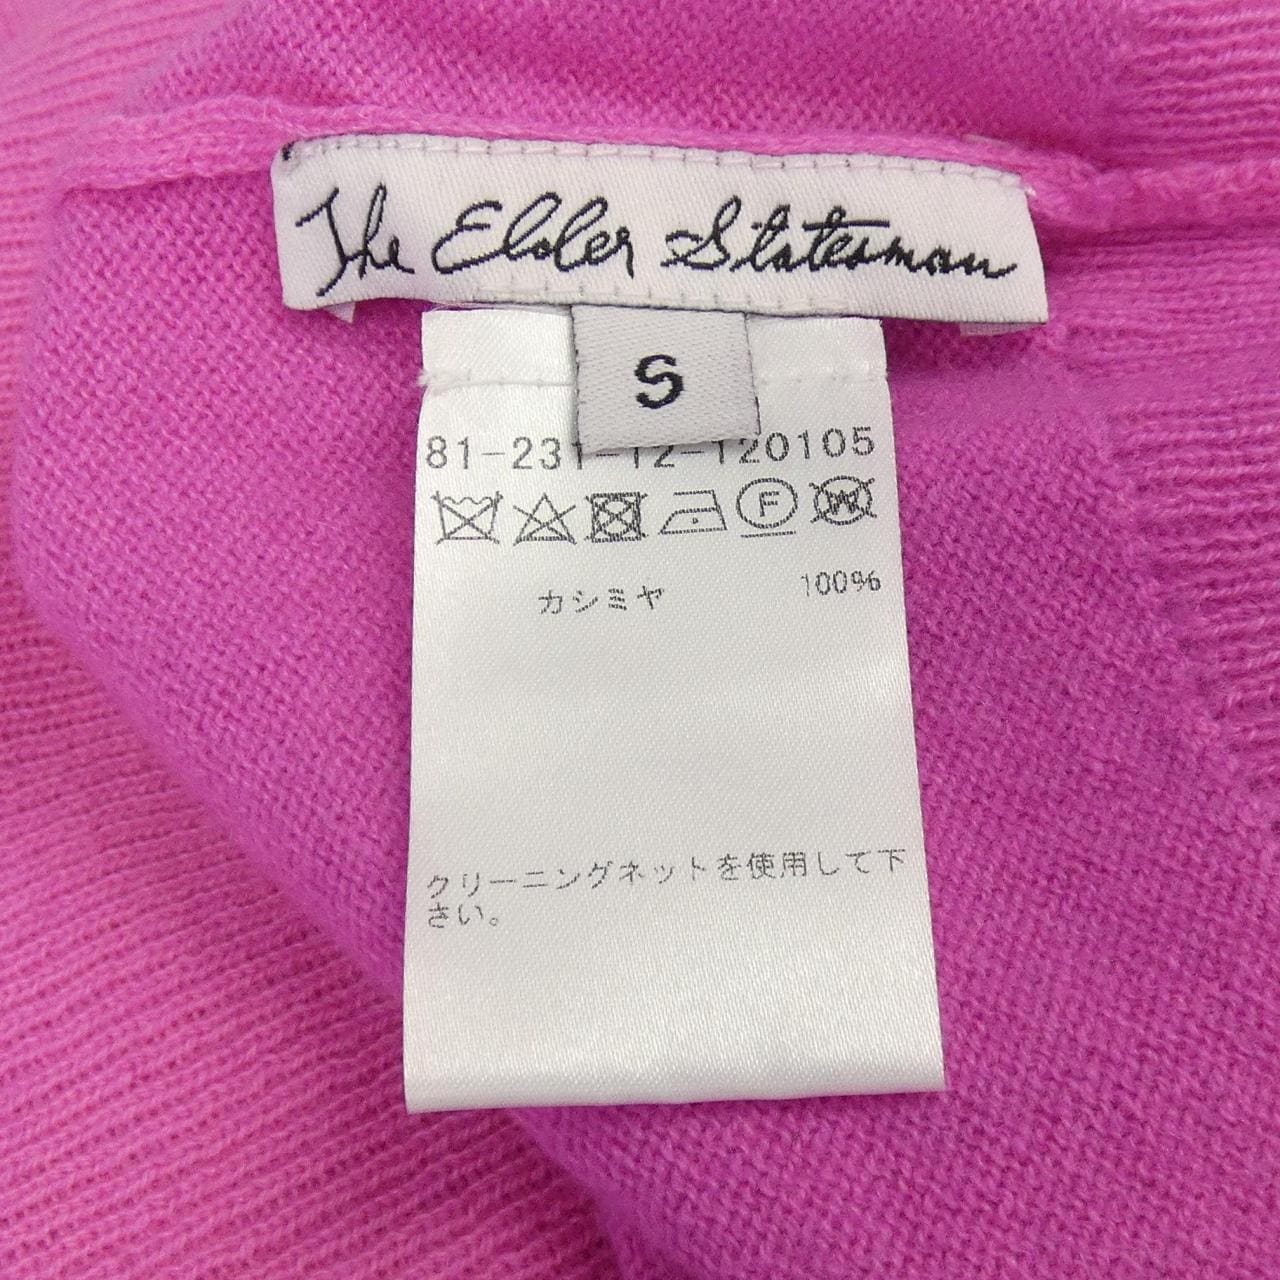 The Elder Statesman
S
81-231-12-120105
F
W
カシミヤ 100%
クリーニングネットを使用して下
さい。